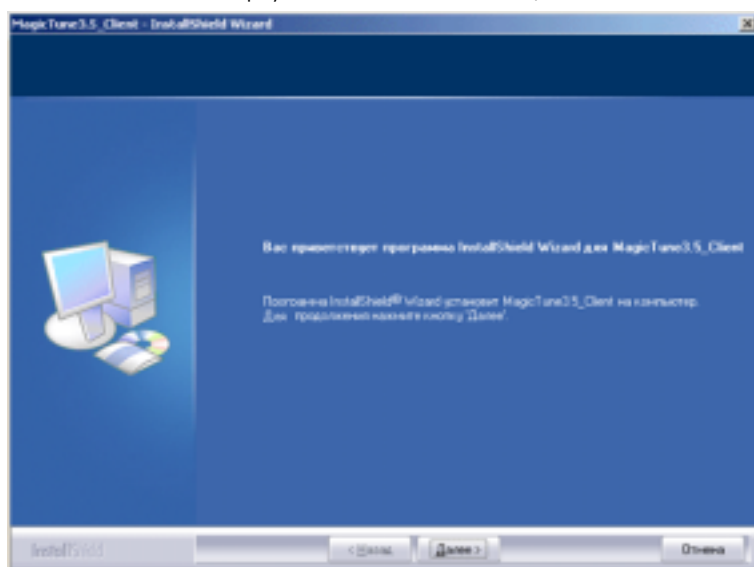 MagicTune3.5_Client - InstallShield Wizard
Вас приветствует программа InstallShield Wizard для MagicTune3.5_Client
Программа InstallShield® Wizard установит MagicTune3.5_Client на компьютер.
Для продолжения нажмите кнопку 'Далее'.
InstallShield
< Назад
Далее >
Отмена